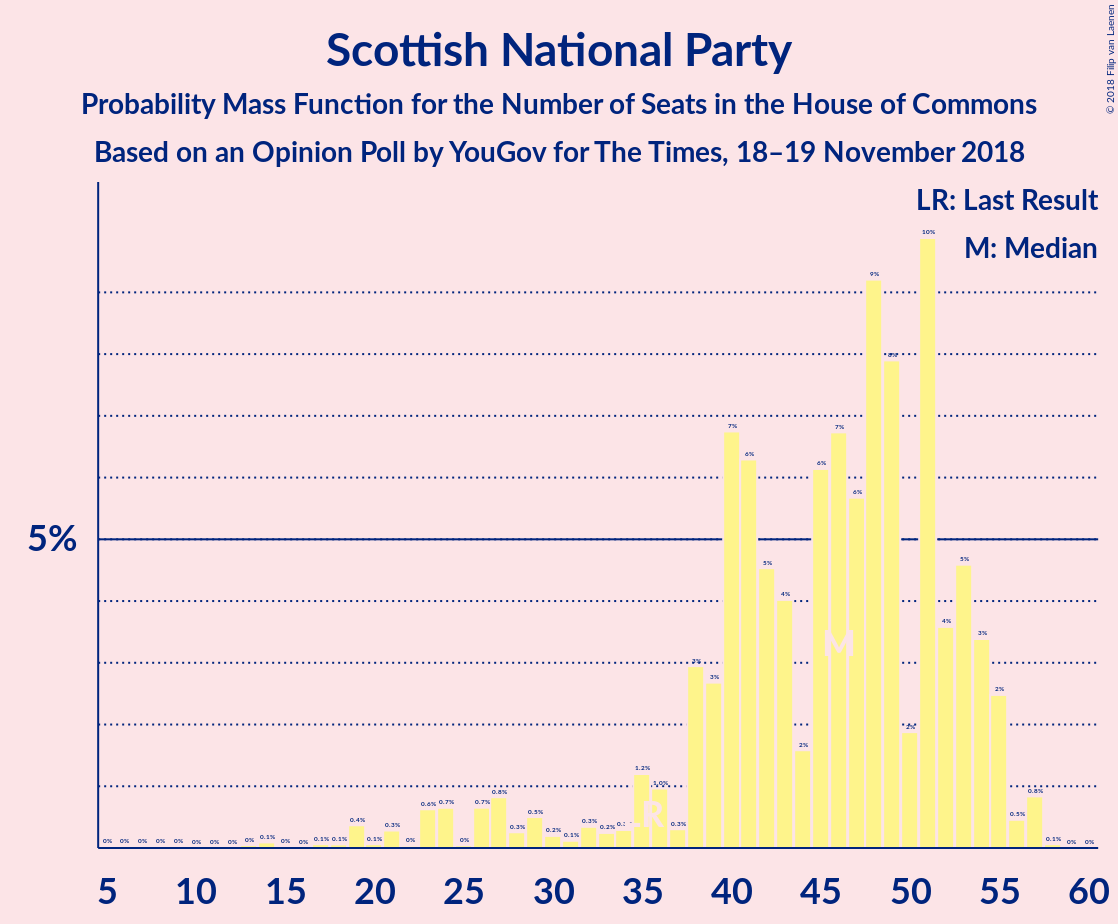 Scottish National Party
Probability Mass Function for the Number of Seats in the House of Commons
Based on an Opinion Poll by YouGov for The Times, 18–19 November 2018
© 2018 Filip van Laenen
LR: Last Result
M: Median
5%
0% 0% 0% 0% 0% 0% 0% 0% 0% 0.1% 0% 0% 0.1% 0.1% 0.4% 0.1% 0.3% 0% 0.6% 0.7% 0% 0.7% 0.8% 0.3% 0.5% 0.2% 0.1% 0.3% 0.2% 1.2% 1.0% 0.3% 3% 3% 7% 6% 5% 4% 2% 6% 7% 6% 9% 8% 2% 10% 4% 5% 3% 2% 0.5% 0.8% 0.1% 0% 0%
LR
M
5 10 15 20 25 30 35 40 45 50 55 60